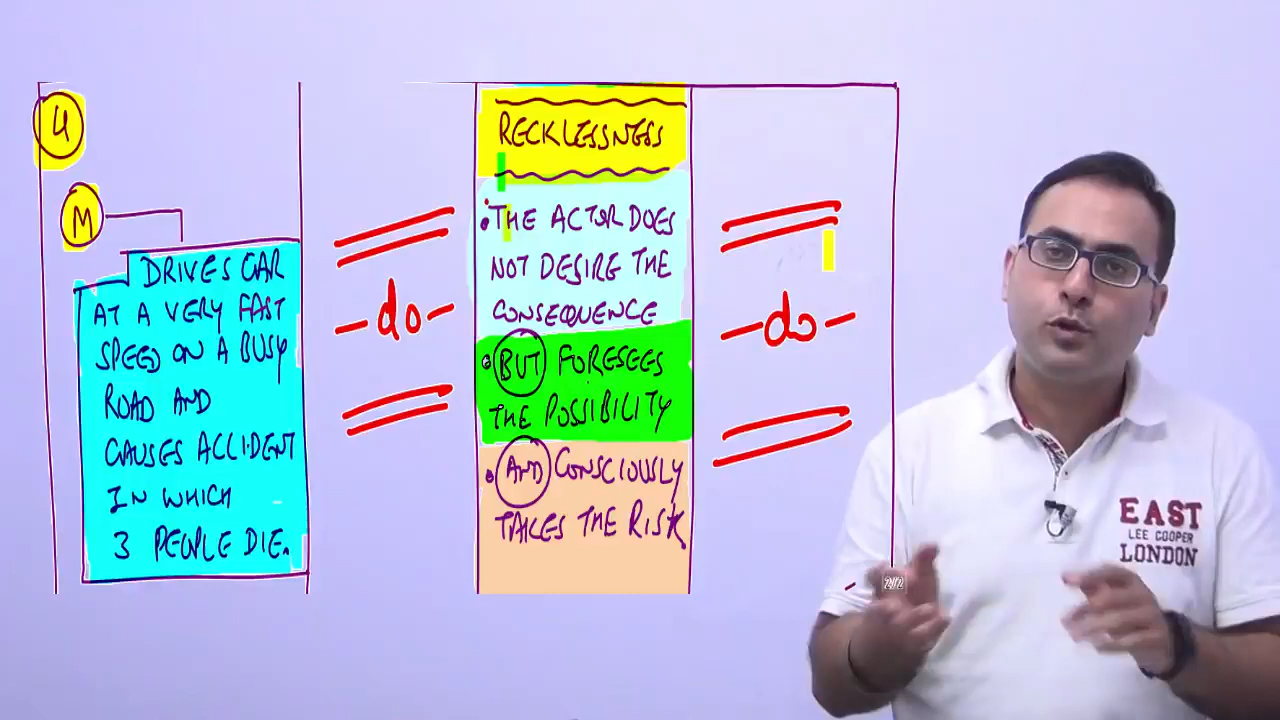 4
M
DRIVES CAR
AT A VERY FAST
SPEED ON A BUSY
ROAD AND
CAUSES ACCIDENT
IN WHICH
3 PEOPLE DIE.
-do-
RECKLESSNESS
• THE ACTOR DOES
NOT DESIRE THE
CONSEQUENCE
• BUT FORESEES
THE POSSIBILITY
• AND CONSCIOUSLY
TAKES THE RISK
-do-
EAST
LEE COOPER
LONDON